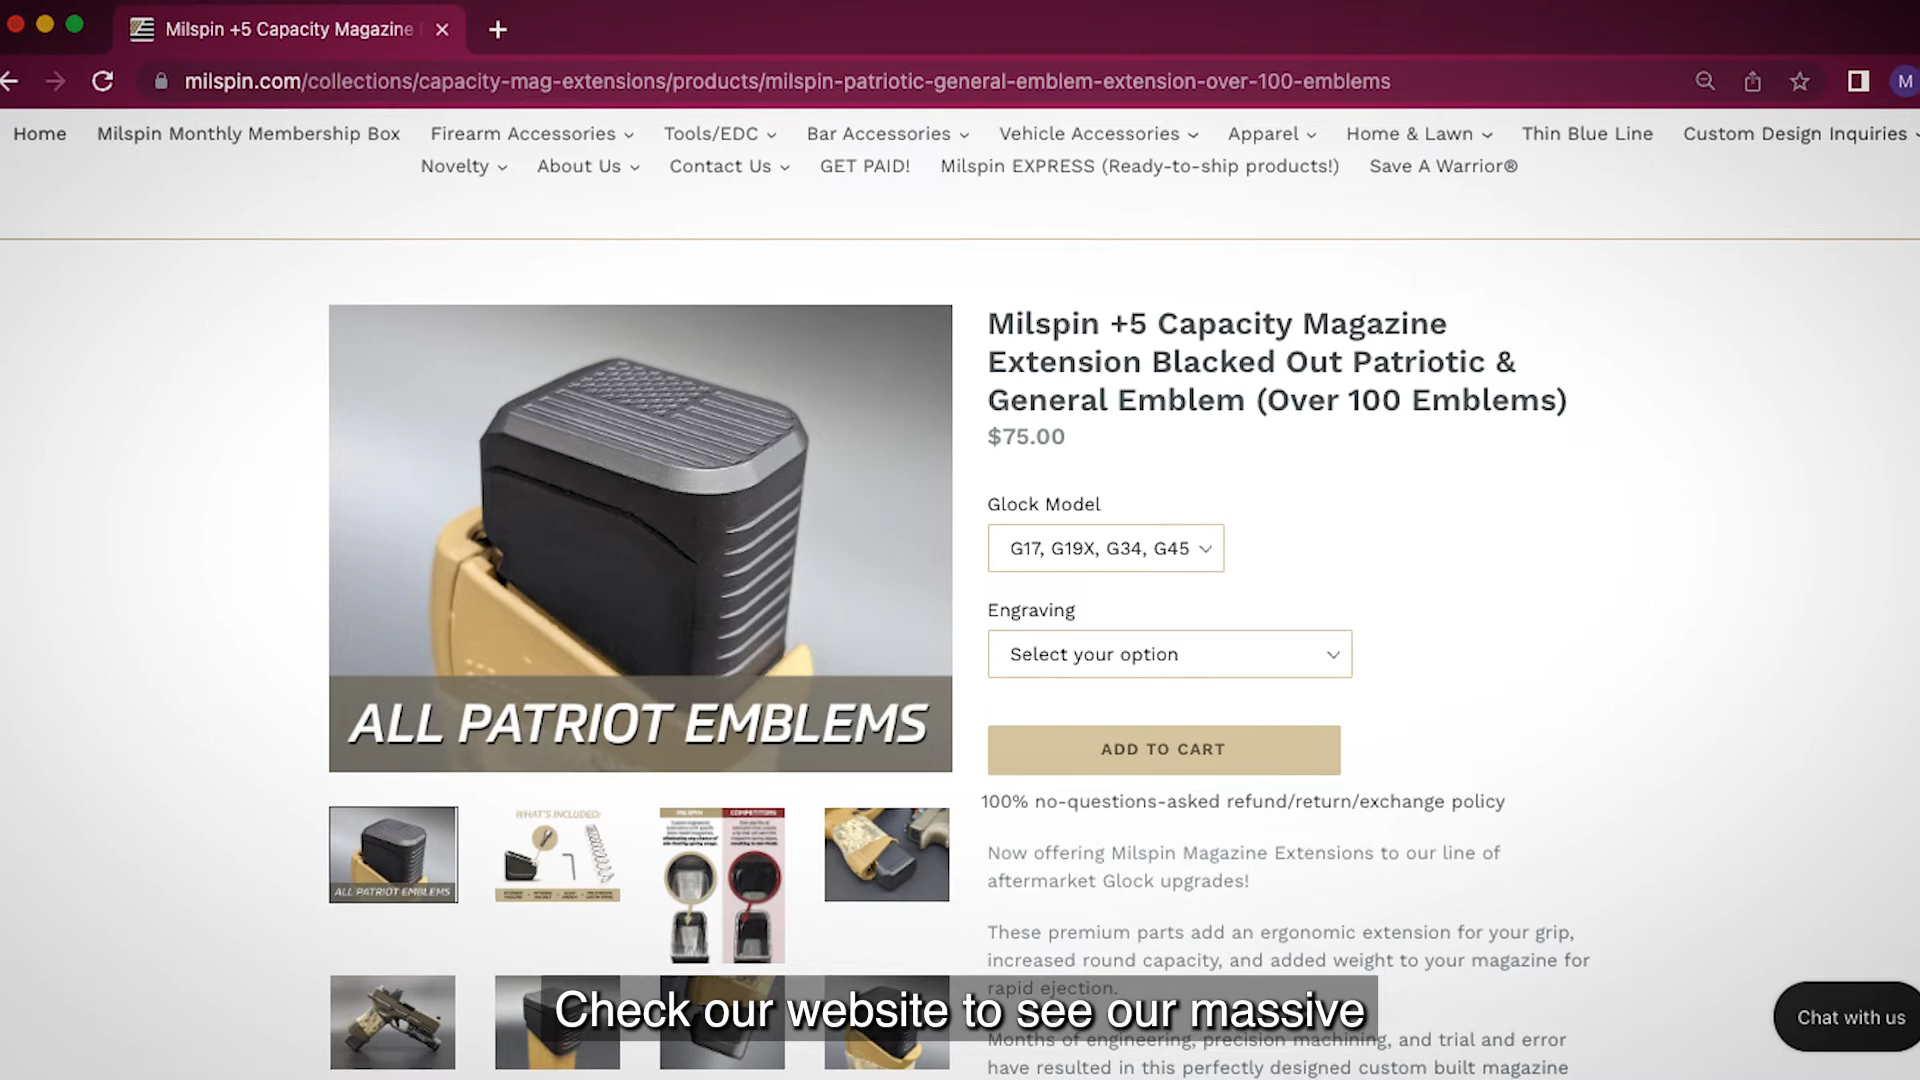 Milspin +5 Capacity Magazine
milspin.com/collections/capacity-mag-extensions/products/milspin-patriotic-general-emblem-extension-over-100-emblems
M
Home Milspin Monthly Membership Box Firearm Accessories Tools/EDC Bar Accessories Vehicle Accessories Apparel Home & Lawn Thin Blue Line Custom Design Inquiries
Novelty About Us Contact Us GET PAID! Milspin EXPRESS (Ready-to-ship products!) Save A Warrior®
ALL PATRIOT EMBLEMS
Milspin +5 Capacity Magazine
Extension Blacked Out Patriotic &
General Emblem (Over 100 Emblems)
$75.00
Glock Model
G17, G19X, G34, G45
Engraving
Select your option
ADD TO CART
100% no-questions-asked refund/return/exchange policy
Now offering Milspin Magazine Extensions to our line of
aftermarket Glock upgrades!
These premium parts add an ergonomic extension for your grip,
increased round capacity, and added weight to your magazine for
rapid ejection.
Months of engineering, precision machining, and trial and error
have resulted in this perfectly designed custom built magazine
ALL PATRIOT EMBLEMS
WHAT'S INCLUDED?
MILSPIN COMPETITORS
Check our website to see our massive
Chat with us